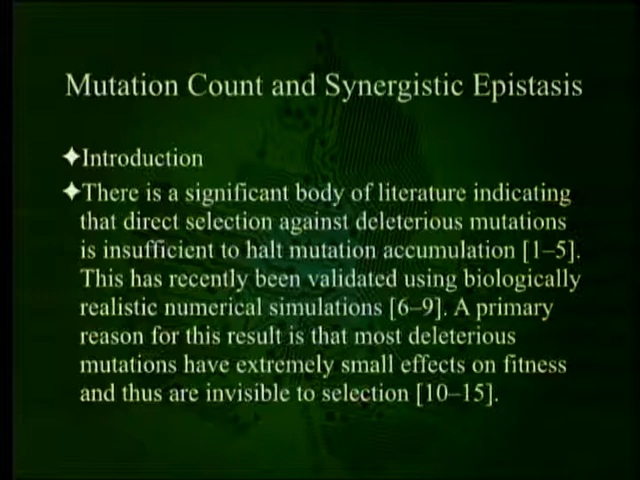 Mutation Count and Synergistic Epistasis
Introduction
There is a significant body of literature indicating
that direct selection against deleterious mutations
is insufficient to halt mutation accumulation [1–5].
This has recently been validated using biologically
realistic numerical simulations [6–9]. A primary
reason for this result is that most deleterious
mutations have extremely small effects on fitness
and thus are invisible to selection [10–15].